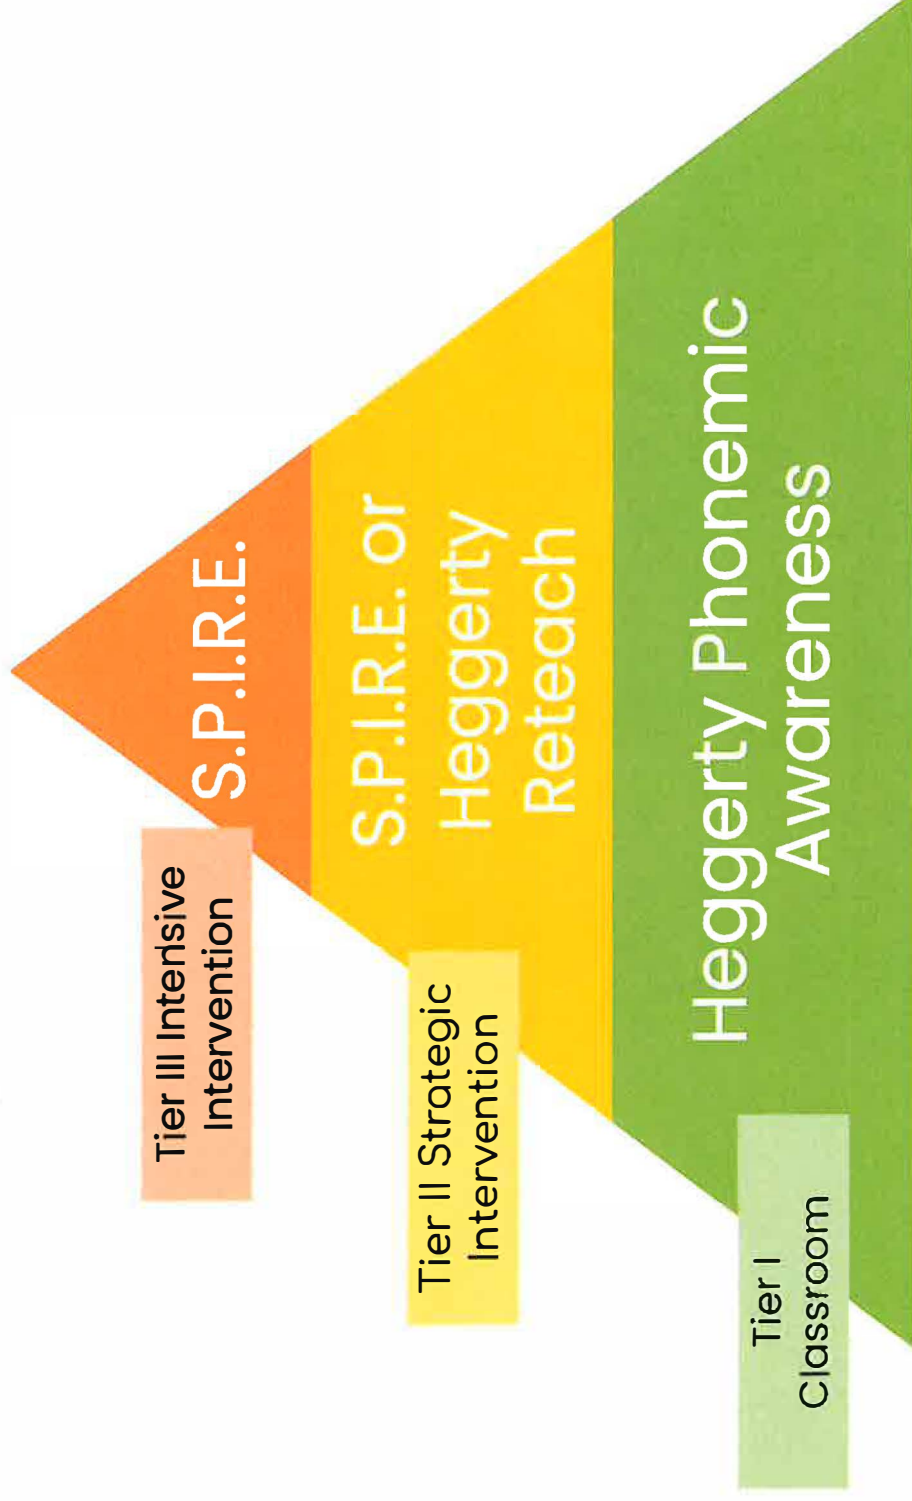 Tier III Intensive
Intervention
S.P.I.R.E.
Tier II Strategic
Intervention
S.P.I.R.E. or
Heggerty
Reteach
Tier I
Classroom
Heggerty Phonemic
Awareness